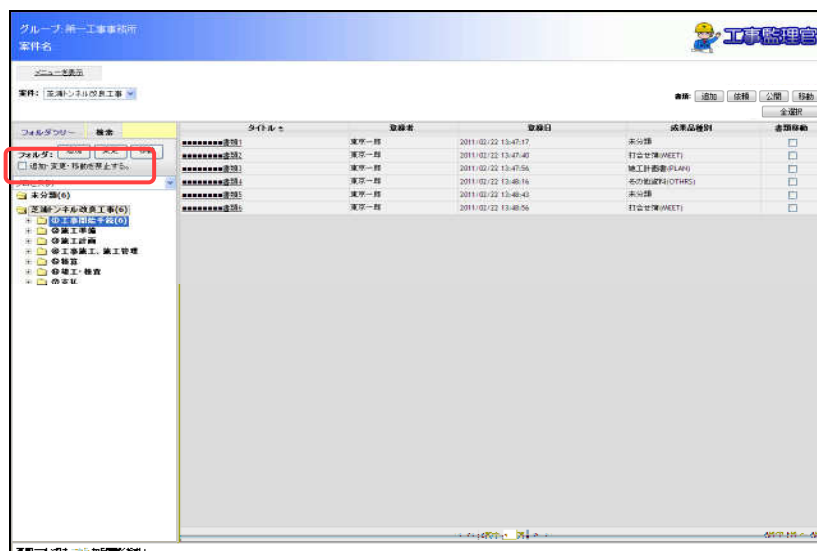 グループ:第一工事事務所
案件名
工事監理官
メニューを表示
案件: 芝浦トンネル改良工事
書類: 追加 依頼 公開 移動
全選択
フォルダツリー 検索
フォルダ:
追加・変更・移動を禁止する。
未分類(6)
芝浦トンネル改良工事(6)
①工事開始手続(6)
②施工準備
③施工計画
④工事施工、施工管理
⑥竣工・検査
タイトル 登録者 登録日 成果品種別 書類移動
■■■■■■■■■書類1 東京一郎 2011/02/22 13:47:17 未分類
■■■■■■■■■書類2 東京一郎 2011/02/22 13:47:40 打合せ簿(MEET)
■■■■■■■■■書類3 東京一郎 2011/02/22 13:47:56 施工計画書(PLAN)
■■■■■■■■■書類4 東京一郎 2011/02/22 13:48:16 その他資料(OTHRS)
■■■■■■■■■書類5 東京一郎 2011/02/22 13:48:43 未分類
■■■■■■■■■書類6 東京一郎 2011/02/22 13:48:56 打合せ簿(MEET)